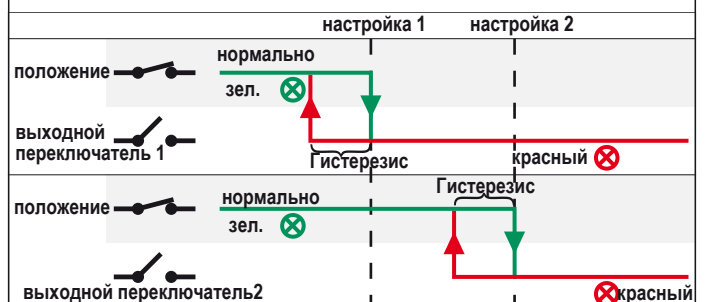 настройка 1 настройка 2
нормально
положение
зел.
выходной
переключатель 1
Гистерезис
красный
Гистерезис
нормально
положение
зел.
выходной переключатель2
красный